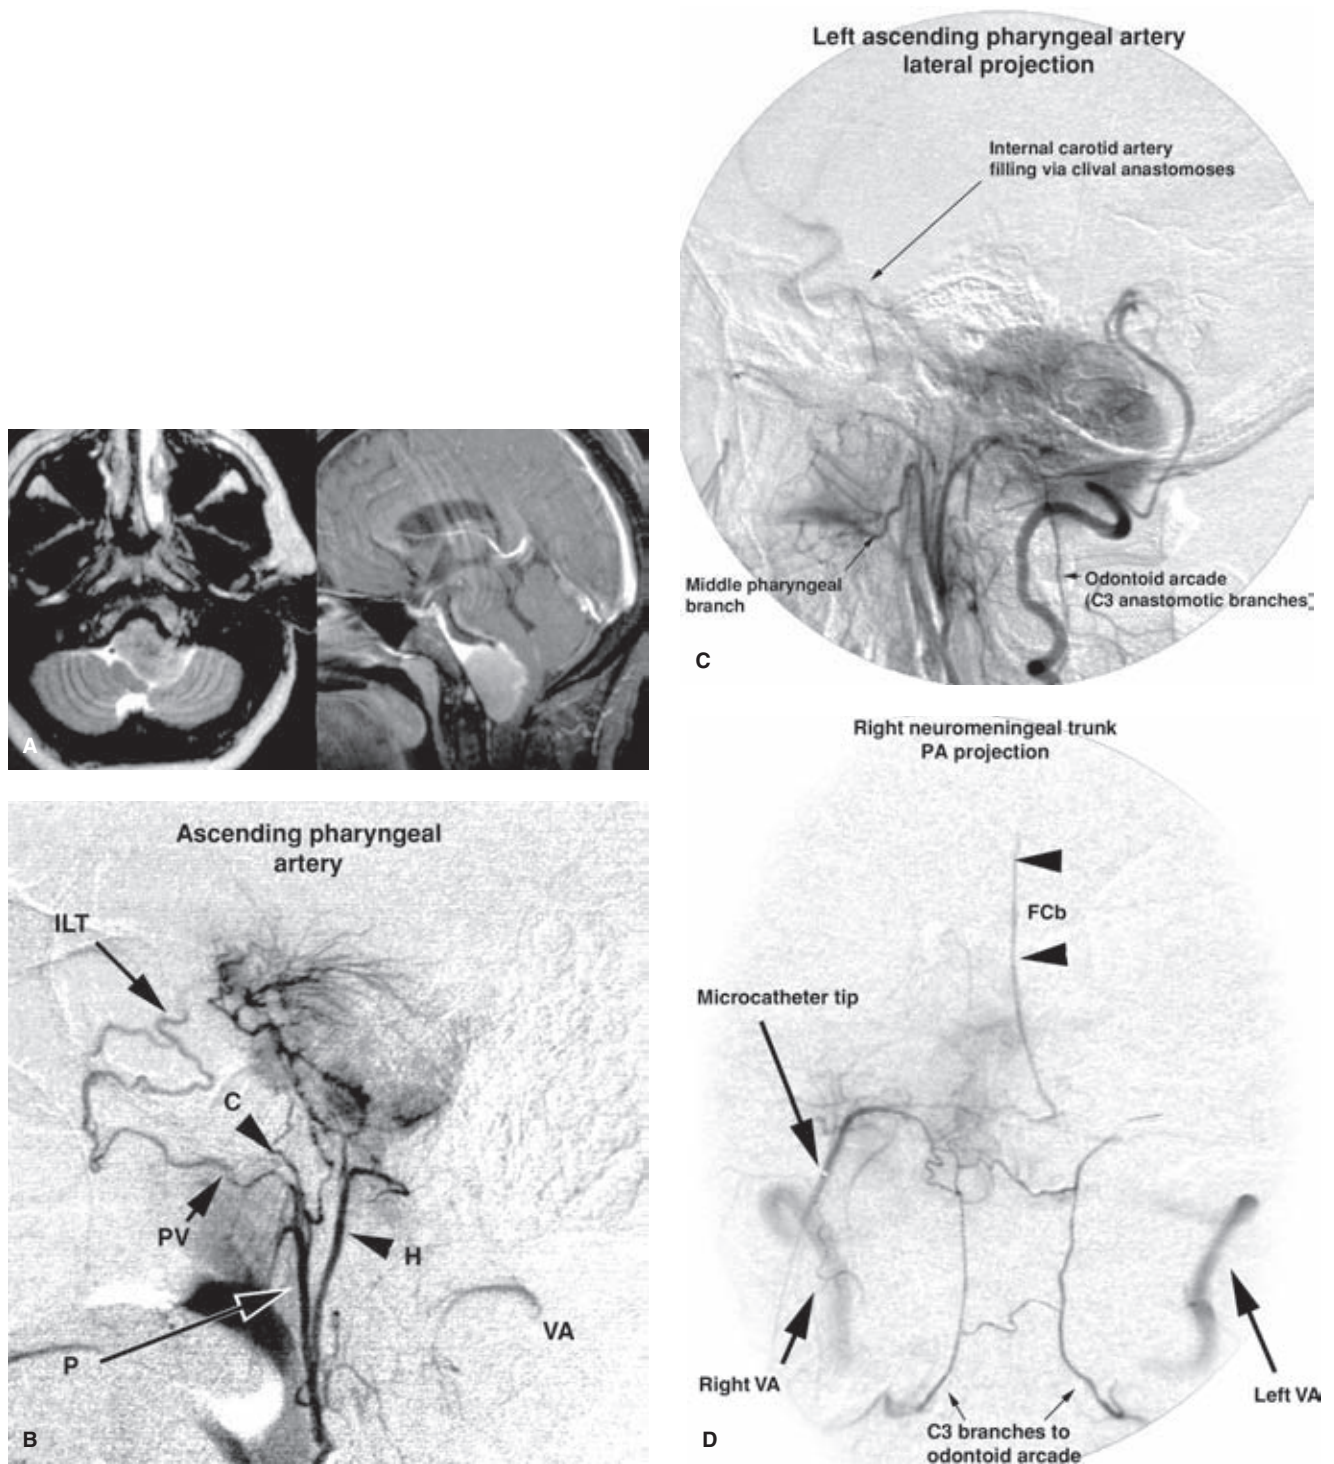 A
Ascending pharyngeal
artery
ILT
C
PV
H
P
VA
B
Left ascending pharyngeal artery
lateral projection
Internal carotid artery
filling via clival anastomoses
Middle pharyngeal
branch
Odontoid arcade
(C3 anastomotic branches)
C
Right neuromeningeal trunk
PA projection
FCb
Microcatheter tip
Right VA
Left VA
C3 branches to
odontoid arcade
D